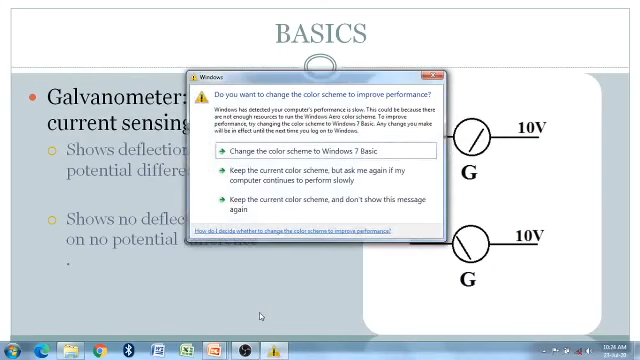 BASICS
Galvanometer:
current sensing
Shows deflec
potential differe
Shows no deflec
on no potential difference
.
10V
G
10V
G
Windows
Do you want to change the color scheme to improve performance?
Windows has detected your computer's performance is slow. This could be because there
are not enough resources to run the Windows Aero color scheme. To improve
performance, try changing the color scheme to Windows 7 Basic. Any change you make
will be in effect until the next time you log on to Windows.
Change the color scheme to Windows 7 Basic
Keep the current color scheme, but ask me again if my
computer continues to perform slowly
Keep the current color scheme, and don't show this message
again
How do I decide whether to change the color scheme to improve performance?
10:24 AM